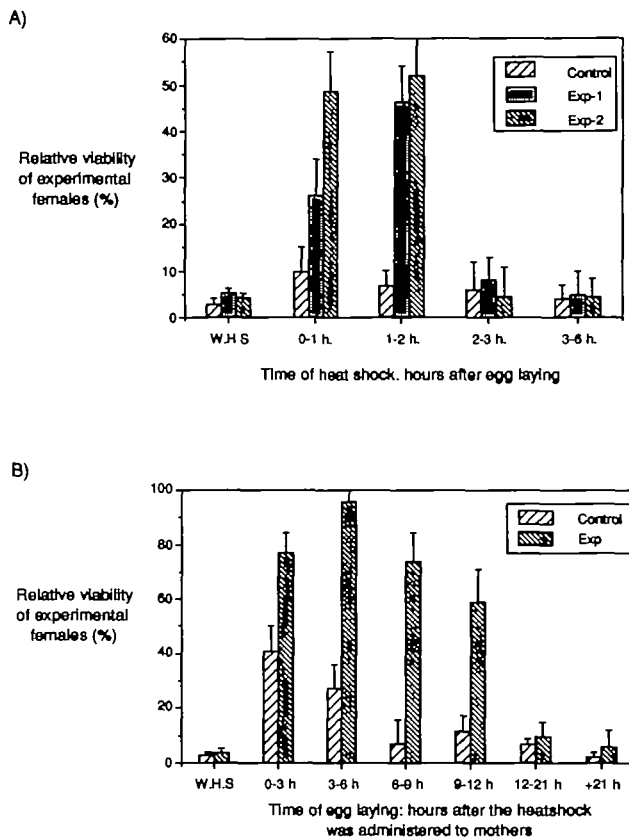 A)
60
50
40
30
20
10
0
Relative viability
of experimental
females (%)
Control
Exp-1
Exp-2
W.H S
0-1 h.
1-2 h.
2-3 h.
3-6 h.
Time of heat shock. hours after egg laying
B)
100
80
60
40
20
0
Relative viability
of experimental
females (%)
Control
Exp
W.H.S
0-3 h
3-6 h
6-9 h
9-12 h
12-21 h
+21 h
Time of egg laying: hours after the heatshock
was administered to mothers